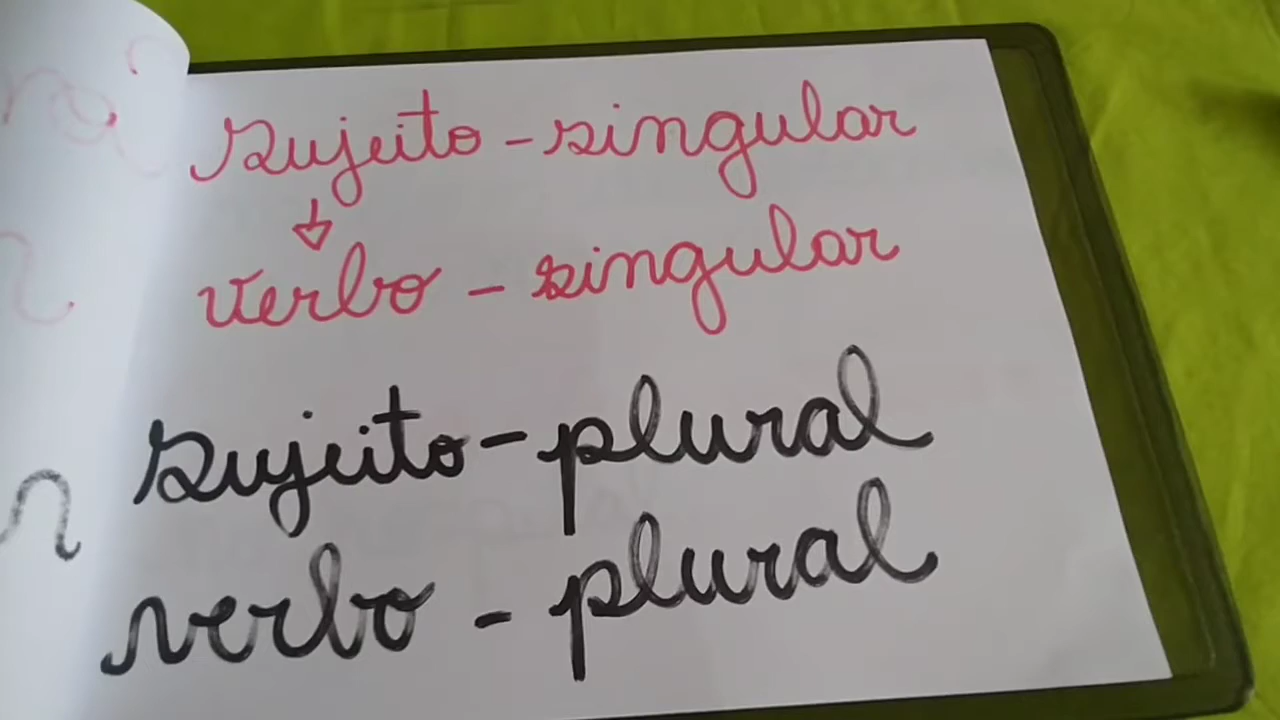 Sujeito - singular
Verbo - singular
Sujeito - plural
verbo - plural